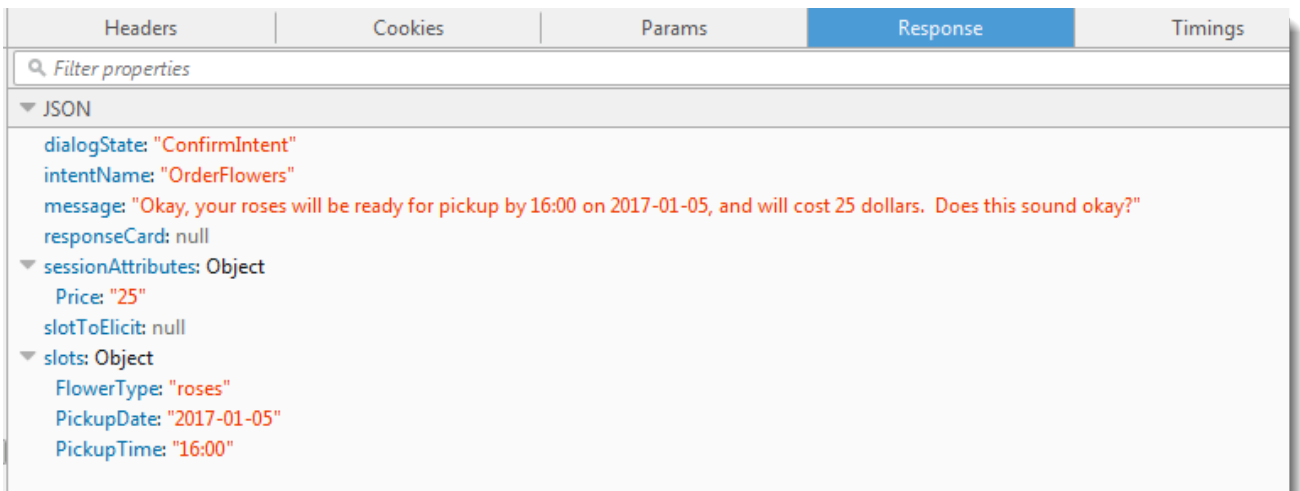 Headers Cookies Params Response Timings
Filter properties
JSON
dialogState: "ConfirmIntent"
intentName: "OrderFlowers"
message: "Okay, your roses will be ready for pickup by 16:00 on 2017-01-05, and will cost 25 dollars.  Does this sound okay?"
responseCard: null
sessionAttributes: Object
Price: "25"
slotToElicit: null
slots: Object
FlowerType: "roses"
PickupDate: "2017-01-05"
PickupTime: "16:00"